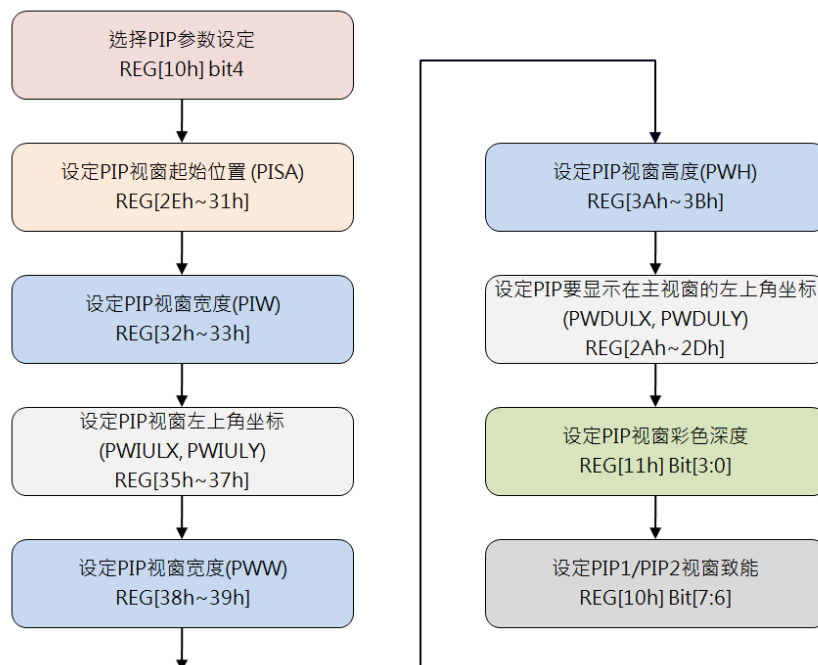 选择PIP参数设定
REG[10h] bit4
设定PIP视窗起始位置 (PISA)
REG[2Eh~31h]
设定PIP视窗宽度(PIW)
REG[32h~33h]
设定PIP视窗左上角坐标
(PWIULX, PWIULY)
REG[35h~37h]
设定PIP视窗宽度(PWW)
REG[38h~39h]
设定PIP视窗高度(PWH)
REG[3Ah~3Bh]
设定PIP要显示在主视窗的左上角坐标
(PWDULX, PWDULY)
REG[2Ah~2Dh]
设定PIP视窗彩色深度
REG[11h] Bit[3:0]
设定PIP1/PIP2视窗致能
REG[10h] Bit[7:6]